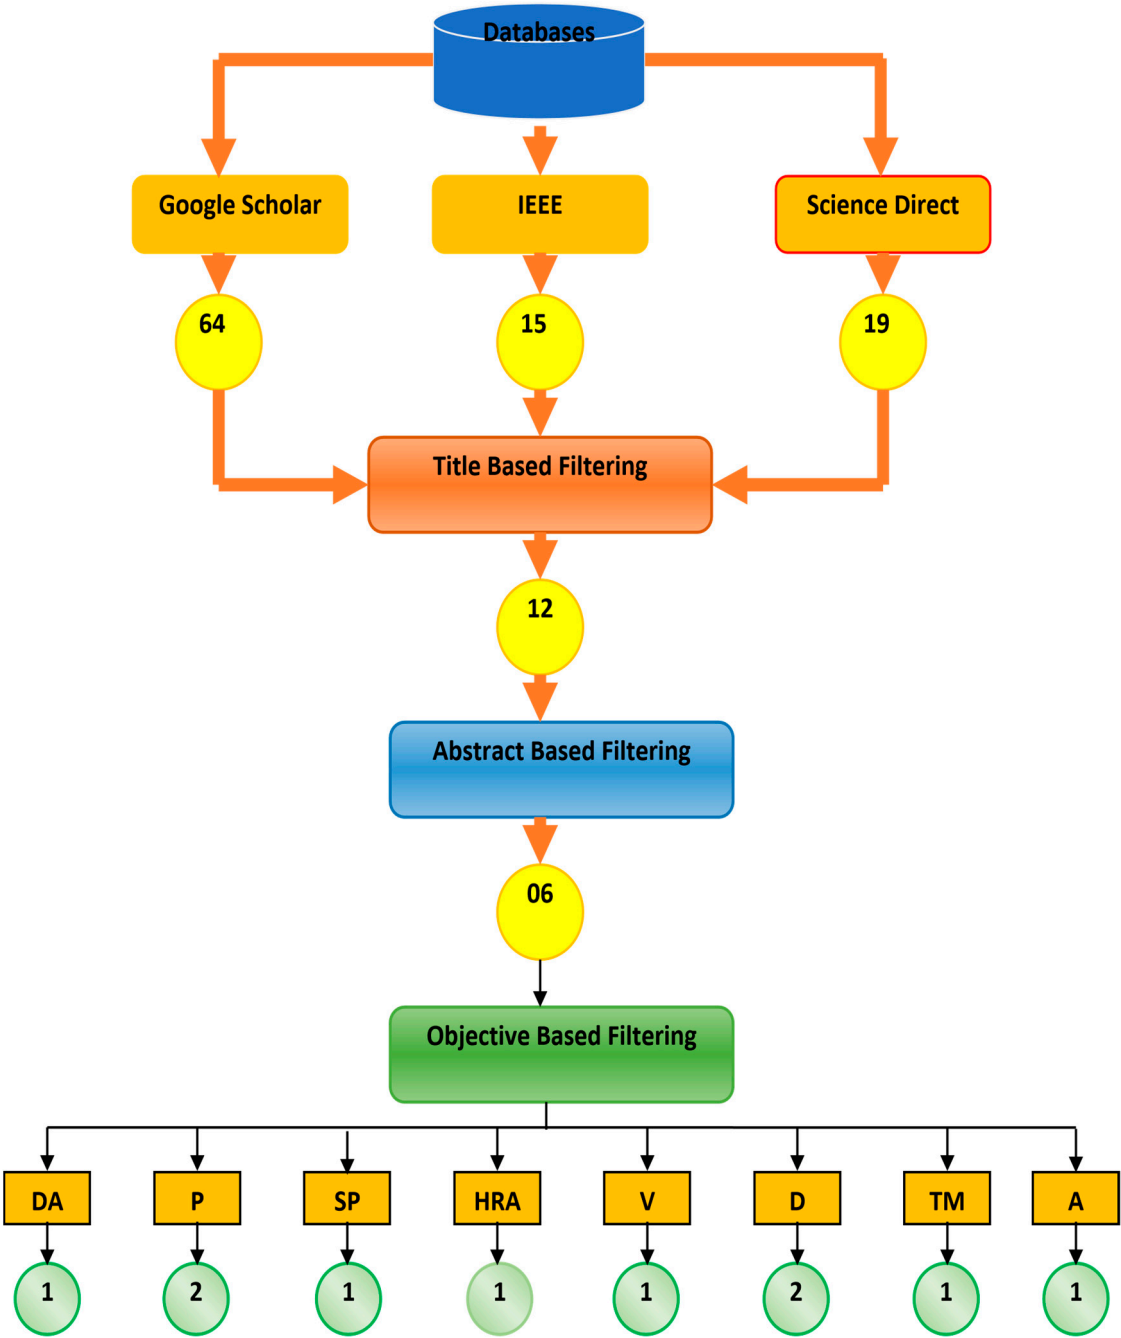 Databases
Google Scholar
IEEE
Science Direct
64
15
19
Title Based Filtering
12
Abstract Based Filtering
06
Objective Based Filtering
DA
P
SP
HRA
V
D
TM
A
1
2
1
1
1
2
1
1